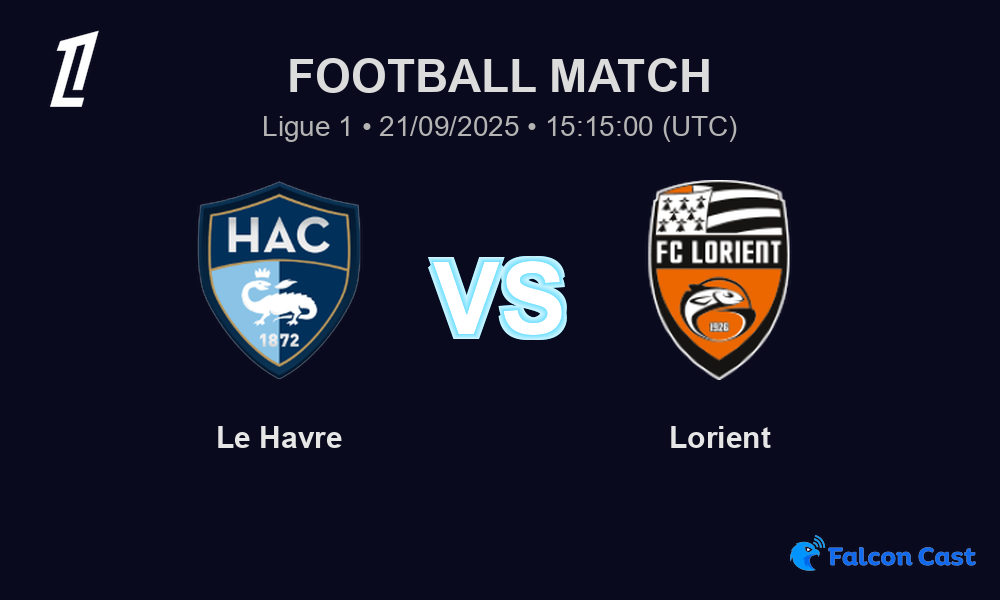 FOOTBALL MATCH
Ligue 1 • 21/09/2025 • 15:15:00 (UTC)
HAC
1872
VS
FC LORIENT
1926
Le Havre
Lorient
Falcon Cast